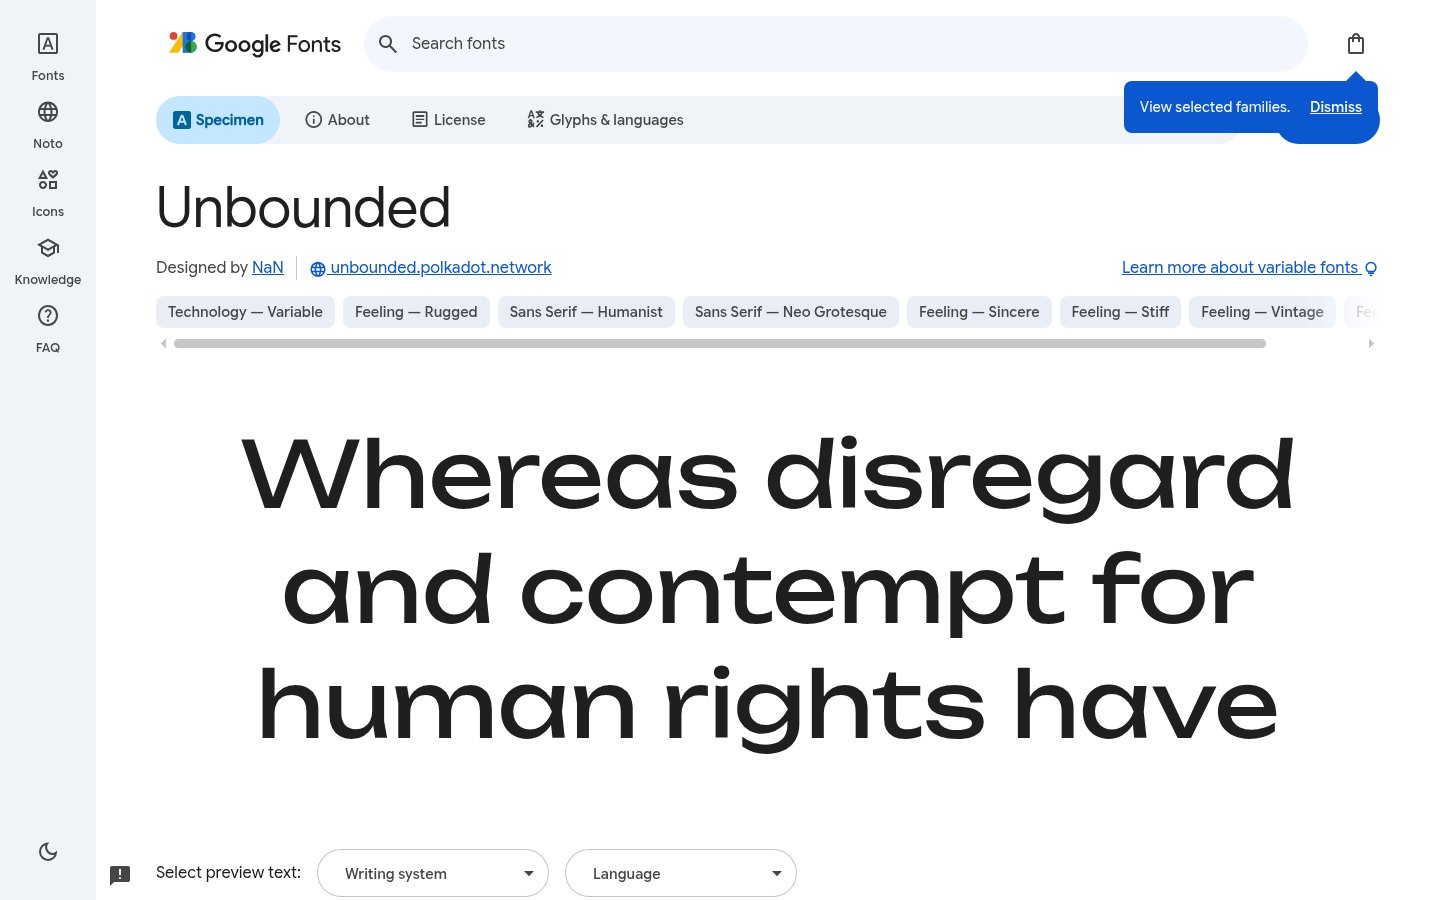 Google Fonts
Search fonts
Fonts
Noto
Icons
Knowledge
FAQ
View selected families. Dismiss
Specimen
About
License
Glyphs & languages
Unbounded
Designed by NaN
unbounded.polkadot.network
Learn more about variable fonts
Technology — Variable
Feeling — Rugged
Sans Serif — Humanist
Sans Serif — Neo Grotesque
Feeling — Sincere
Feeling — Stiff
Feeling — Vintage
Whereas disregard
and contempt for
human rights have
Select preview text:
Writing system
Language